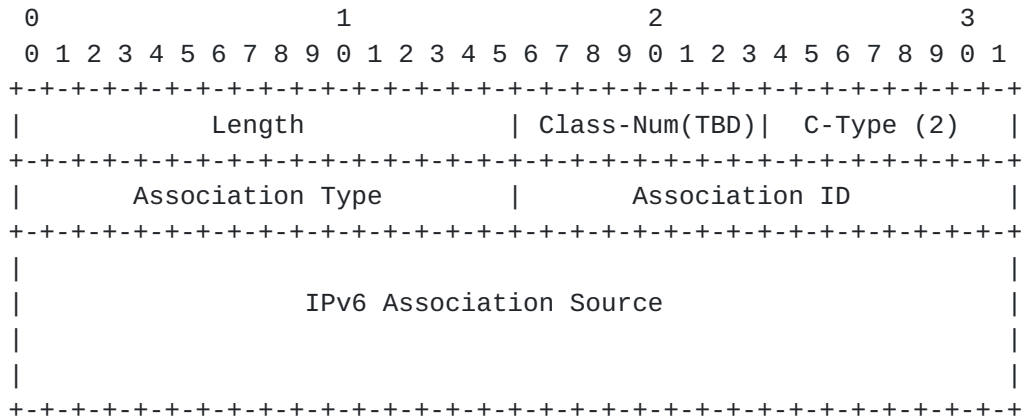 0                   1                   2                   3
 0 1 2 3 4 5 6 7 8 9 0 1 2 3 4 5 6 7 8 9 0 1 2 3 4 5 6 7 8 9 0 1
+-+-+-+-+-+-+-+-+-+-+-+-+-+-+-+-+-+-+-+-+-+-+-+-+-+-+-+-+-+-+-+-+
|            Length             | Class-Num(TBD)|  C-Type (2)   |
+-+-+-+-+-+-+-+-+-+-+-+-+-+-+-+-+-+-+-+-+-+-+-+-+-+-+-+-+-+-+-+-+
|       Association Type        |       Association ID          |
+-+-+-+-+-+-+-+-+-+-+-+-+-+-+-+-+-+-+-+-+-+-+-+-+-+-+-+-+-+-+-+-+
|                                                               |
|                  IPv6 Association Source                      |
|                                                               |
|                                                               |
+-+-+-+-+-+-+-+-+-+-+-+-+-+-+-+-+-+-+-+-+-+-+-+-+-+-+-+-+-+-+-+-+